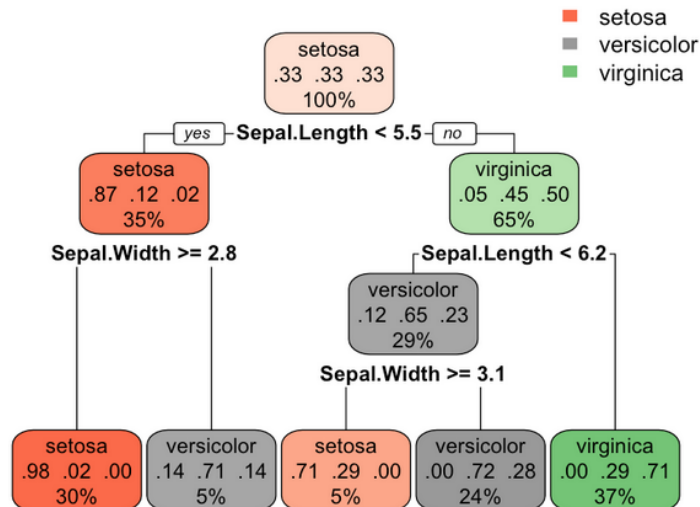 setosa
versicolor
virginica
setosa
.33 .33 .33
100%
yes Sepal.Length < 5.5 no
setosa
.87 .12 .02
35%
virginica
.05 .45 .50
65%
Sepal.Width >= 2.8
Sepal.Length < 6.2
versicolor
.12 .65 .23
29%
Sepal.Width >= 3.1
setosa
.98 .02 .00
30%
versicolor
.14 .71 .14
5%
setosa
.71 .29 .00
5%
versicolor
.00 .72 .28
24%
virginica
.00 .29 .71
37%